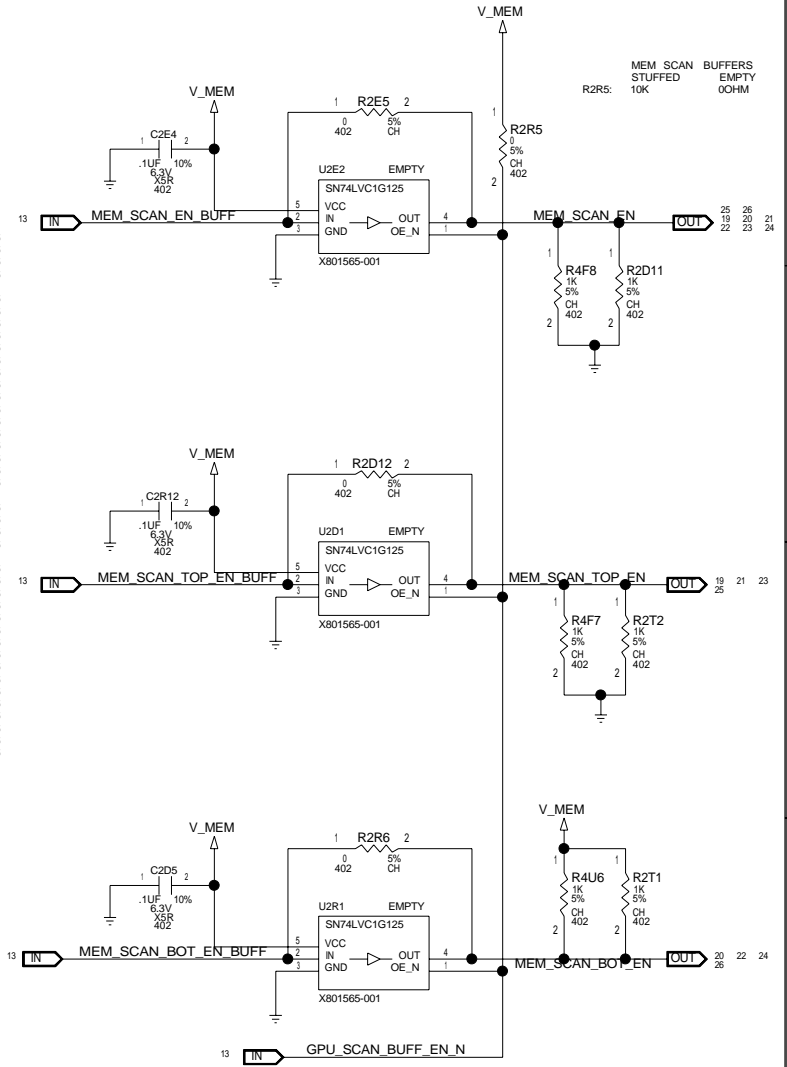 V_MEM
MEM SCAN BUFFERS
STUFFED EMPTY
R2R5: 10K 0OHM
V_MEM
1 R2E5 2
0 5%
402 CH
C2E4
1 2
.1UF 10%
6.3V
X5R
402
1
R2R5
0
5%
CH
402
2
U2E2 EMPTY
SN74LVC1G125
5 VCC
2 IN OUT 4
3 GND OE_N 1
X801565-001
13 IN MEM_SCAN_EN_BUFF
MEM_SCAN_EN OUT
25 26
19 20 21
22 23 24
1 R4F8
1K
5%
CH
402
2
1 R2D11
1K
5%
CH
402
2
V_MEM
1 R2D12 2
0 5%
402 CH
C2R12
1 2
.1UF 10%
6.3V
X5R
402
U2D1 EMPTY
SN74LVC1G125
5 VCC
2 IN OUT 4
3 GND OE_N 1
X801565-001
13 IN MEM_SCAN_TOP_EN_BUFF
MEM_SCAN_TOP_EN OUT
19 21 23
25
1 R4F7
1K
5%
CH
402
2
1 R2T2
1K
5%
CH
402
2
V_MEM
V_MEM
1 R2R6 2
0 5%
402 CH
C2D5
1 2
.1UF 10%
6.3V
X5R
402
1 R4U6
1K
5%
CH
402
2
1 R2T1
1K
5%
CH
402
2
U2R1 EMPTY
SN74LVC1G125
5 VCC
2 IN OUT 4
3 GND OE_N 1
X801565-001
13 IN MEM_SCAN_BOT_EN_BUFF
MEM_SCAN_BOT_EN OUT
20 22 24
26
13 IN GPU_SCAN_BUFF_EN_N